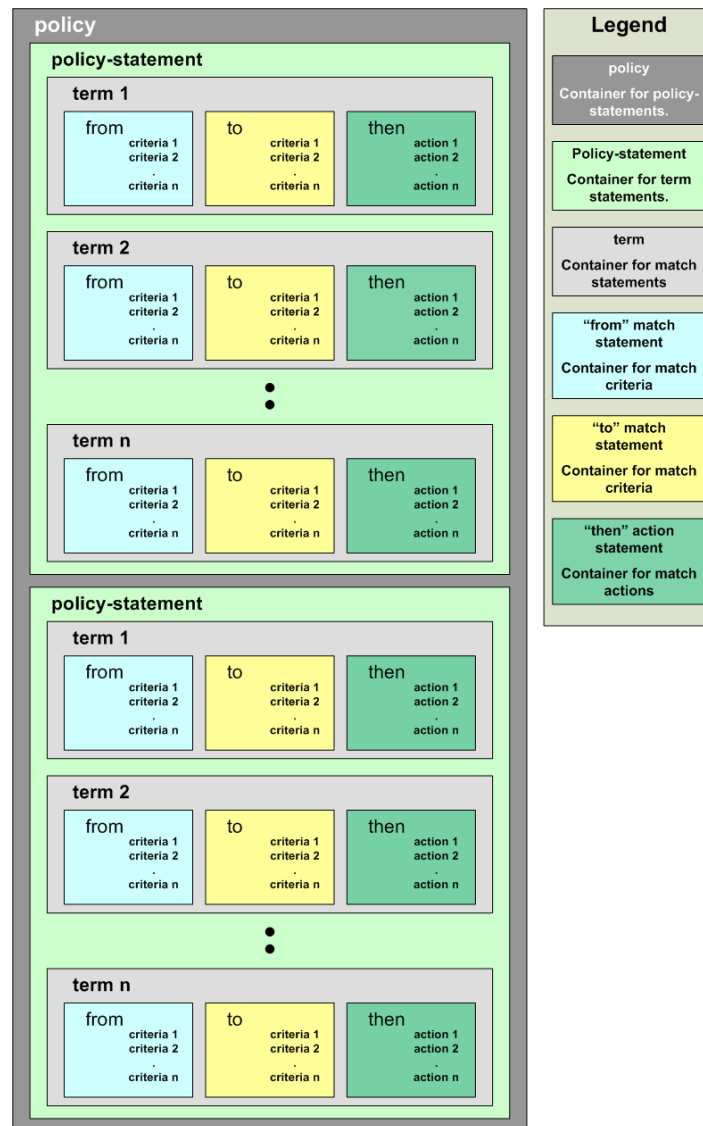 policy
policy-statement
term 1
from
criteria 1
criteria 2
.
criteria n
to
criteria 1
criteria 2
.
criteria n
then
action 1
action 2
.
action n
term 2
from
criteria 1
criteria 2
.
criteria n
to
criteria 1
criteria 2
.
criteria n
then
action 1
action 2
.
action n
term n
from
criteria 1
criteria 2
.
criteria n
to
criteria 1
criteria 2
.
criteria n
then
action 1
action 2
.
action n
policy-statement
term 1
from
criteria 1
criteria 2
.
criteria n
to
criteria 1
criteria 2
.
criteria n
then
action 1
action 2
.
action n
term 2
from
criteria 1
criteria 2
.
criteria n
to
criteria 1
criteria 2
.
criteria n
then
action 1
action 2
.
action n
term n
from
criteria 1
criteria 2
.
criteria n
to
criteria 1
criteria 2
.
criteria n
then
action 1
action 2
.
action n
Legend
policy
Container for policy-
statements.
Policy-statement
Container for term
statements.
term
Container for match
statements
“from” match
statement
Container for match
criteria
“to” match
statement
Container for match
criteria
“then” action
statement
Container for match
actions